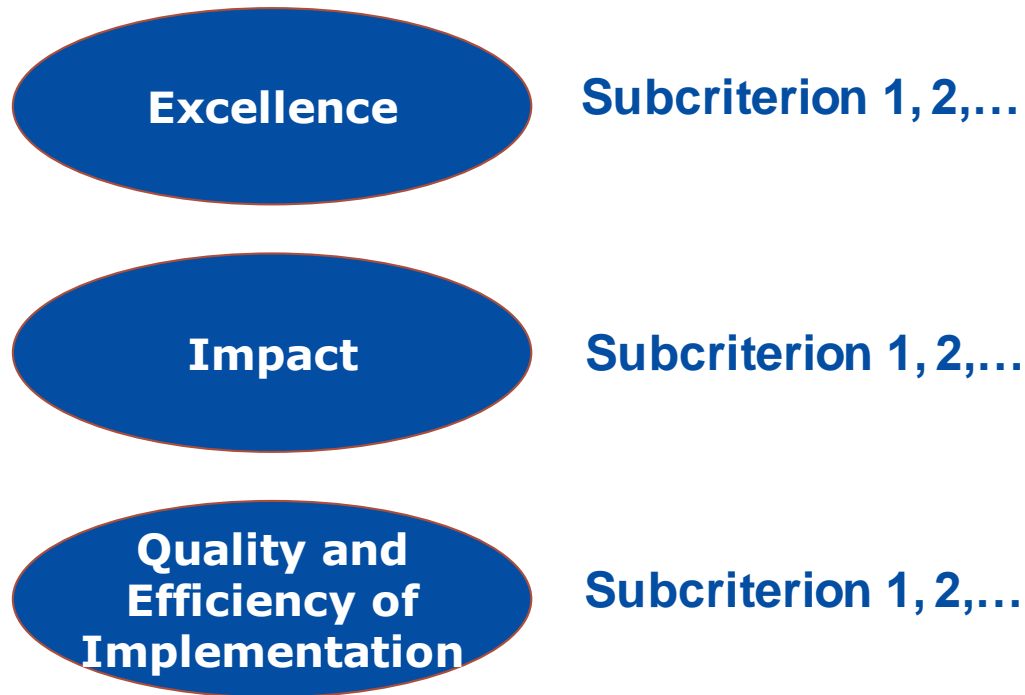 Excellence
Subcriterion 1, 2,…
Impact
Subcriterion 1, 2,…
Quality and
Efficiency of
Implementation
Subcriterion 1, 2,…